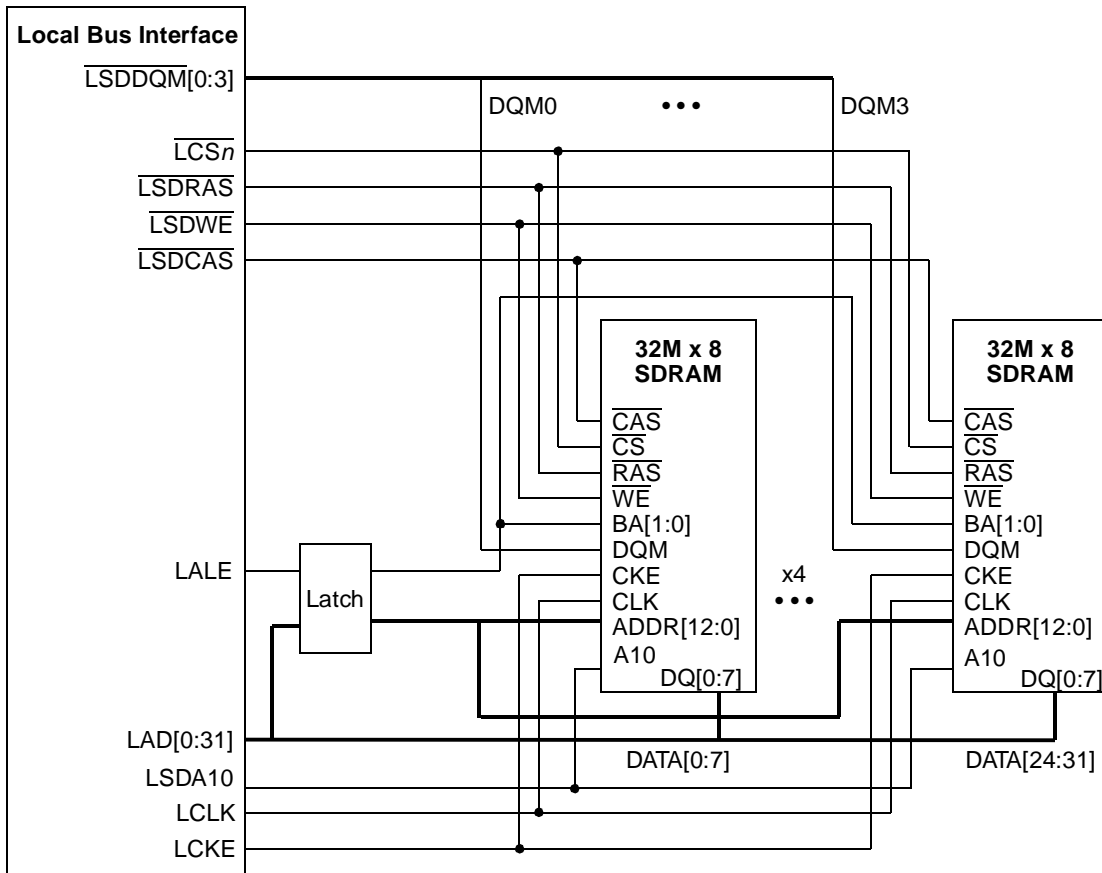 Local Bus Interface
LSDDQM[0:3]
DQM0
•••
DQM3
LCSn
LSDRAS
LSDWE
LSDCAS
32M x 8
SDRAM
CAS
CS
RAS
WE
BA[1:0]
DQM
CKE
CLK
ADDR[12:0]
A10
DQ[0:7]
32M x 8
SDRAM
CAS
CS
RAS
WE
BA[1:0]
DQM
CKE
CLK
ADDR[12:0]
A10
DQ[0:7]
x4
•••
LALE
Latch
LAD[0:31]
DATA[0:7]
DATA[24:31]
LSDA10
LCLK
LCKE